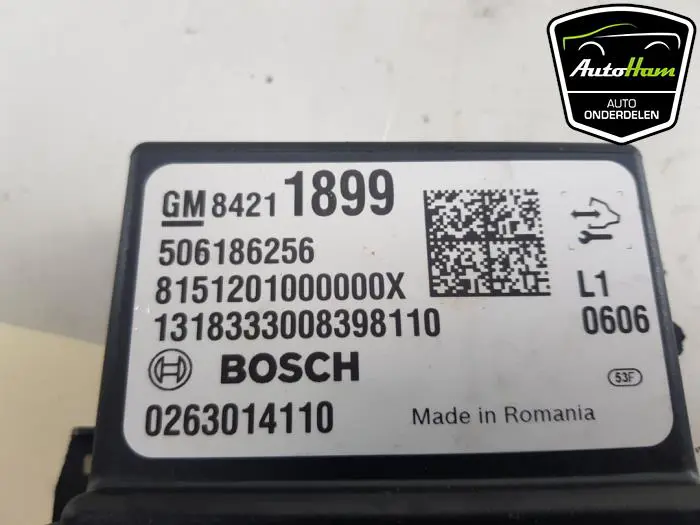 AutoHam
AUTO
ONDERDELEN
GM 8421 1899
506186256
8151201000000X
1318333008398110
L1
0606
BOSCH
53F
0263014110
Made in Romania